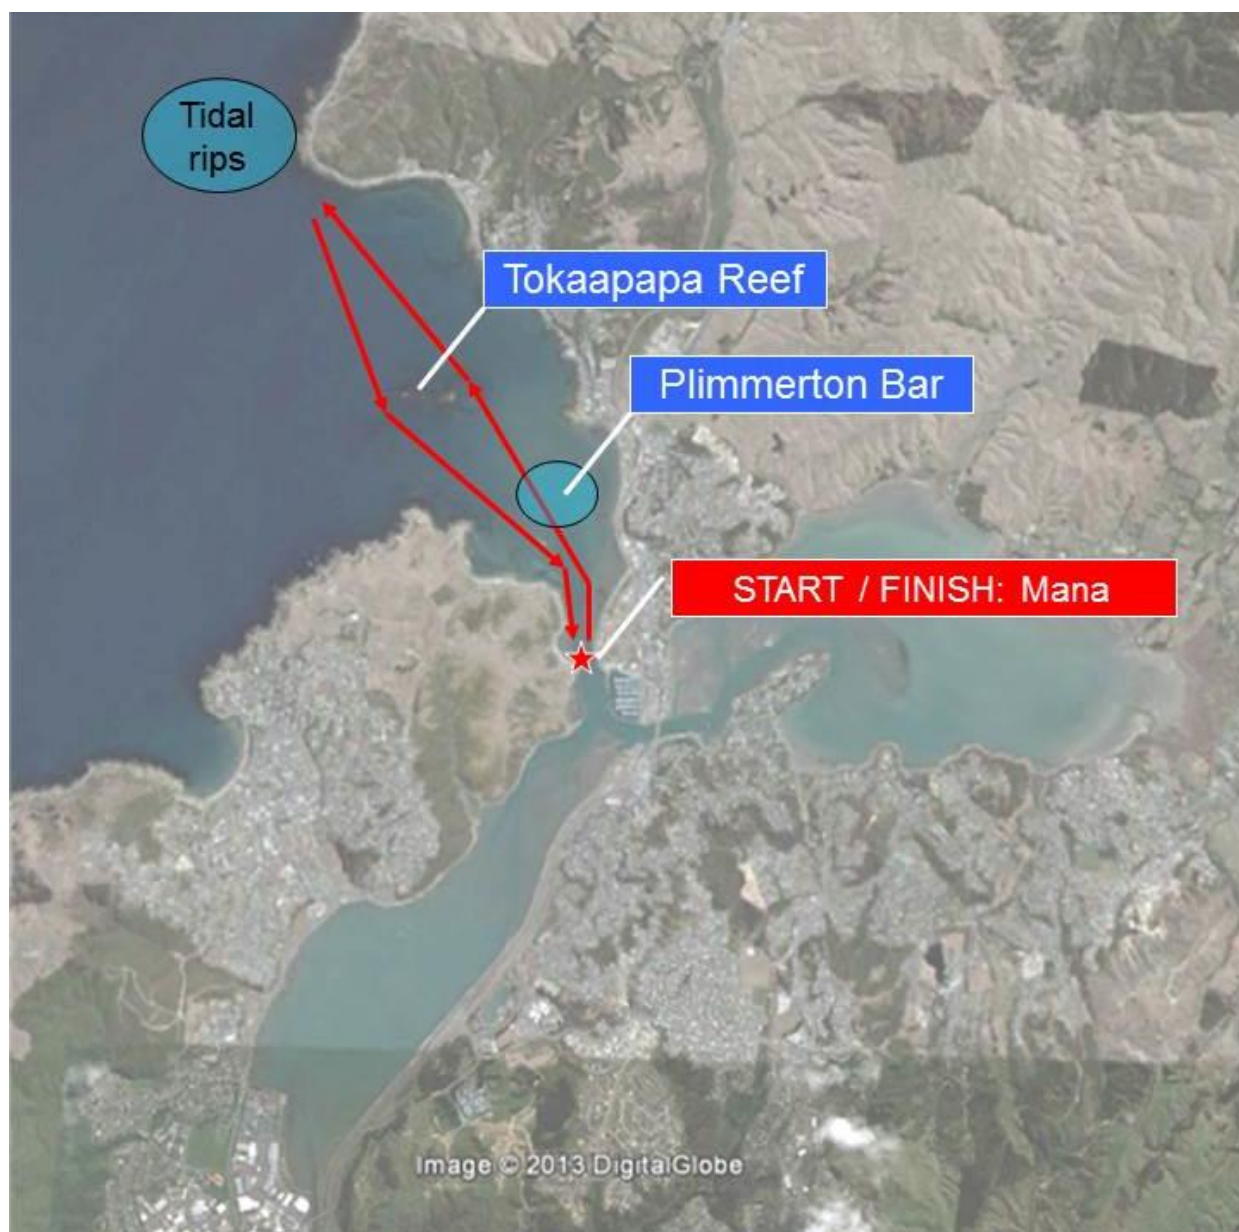 Tidal
rips
Tokaapapa Reef
Plimmerton Bar
START / FINISH: Mana
Image © 2013 DigitalGlobe